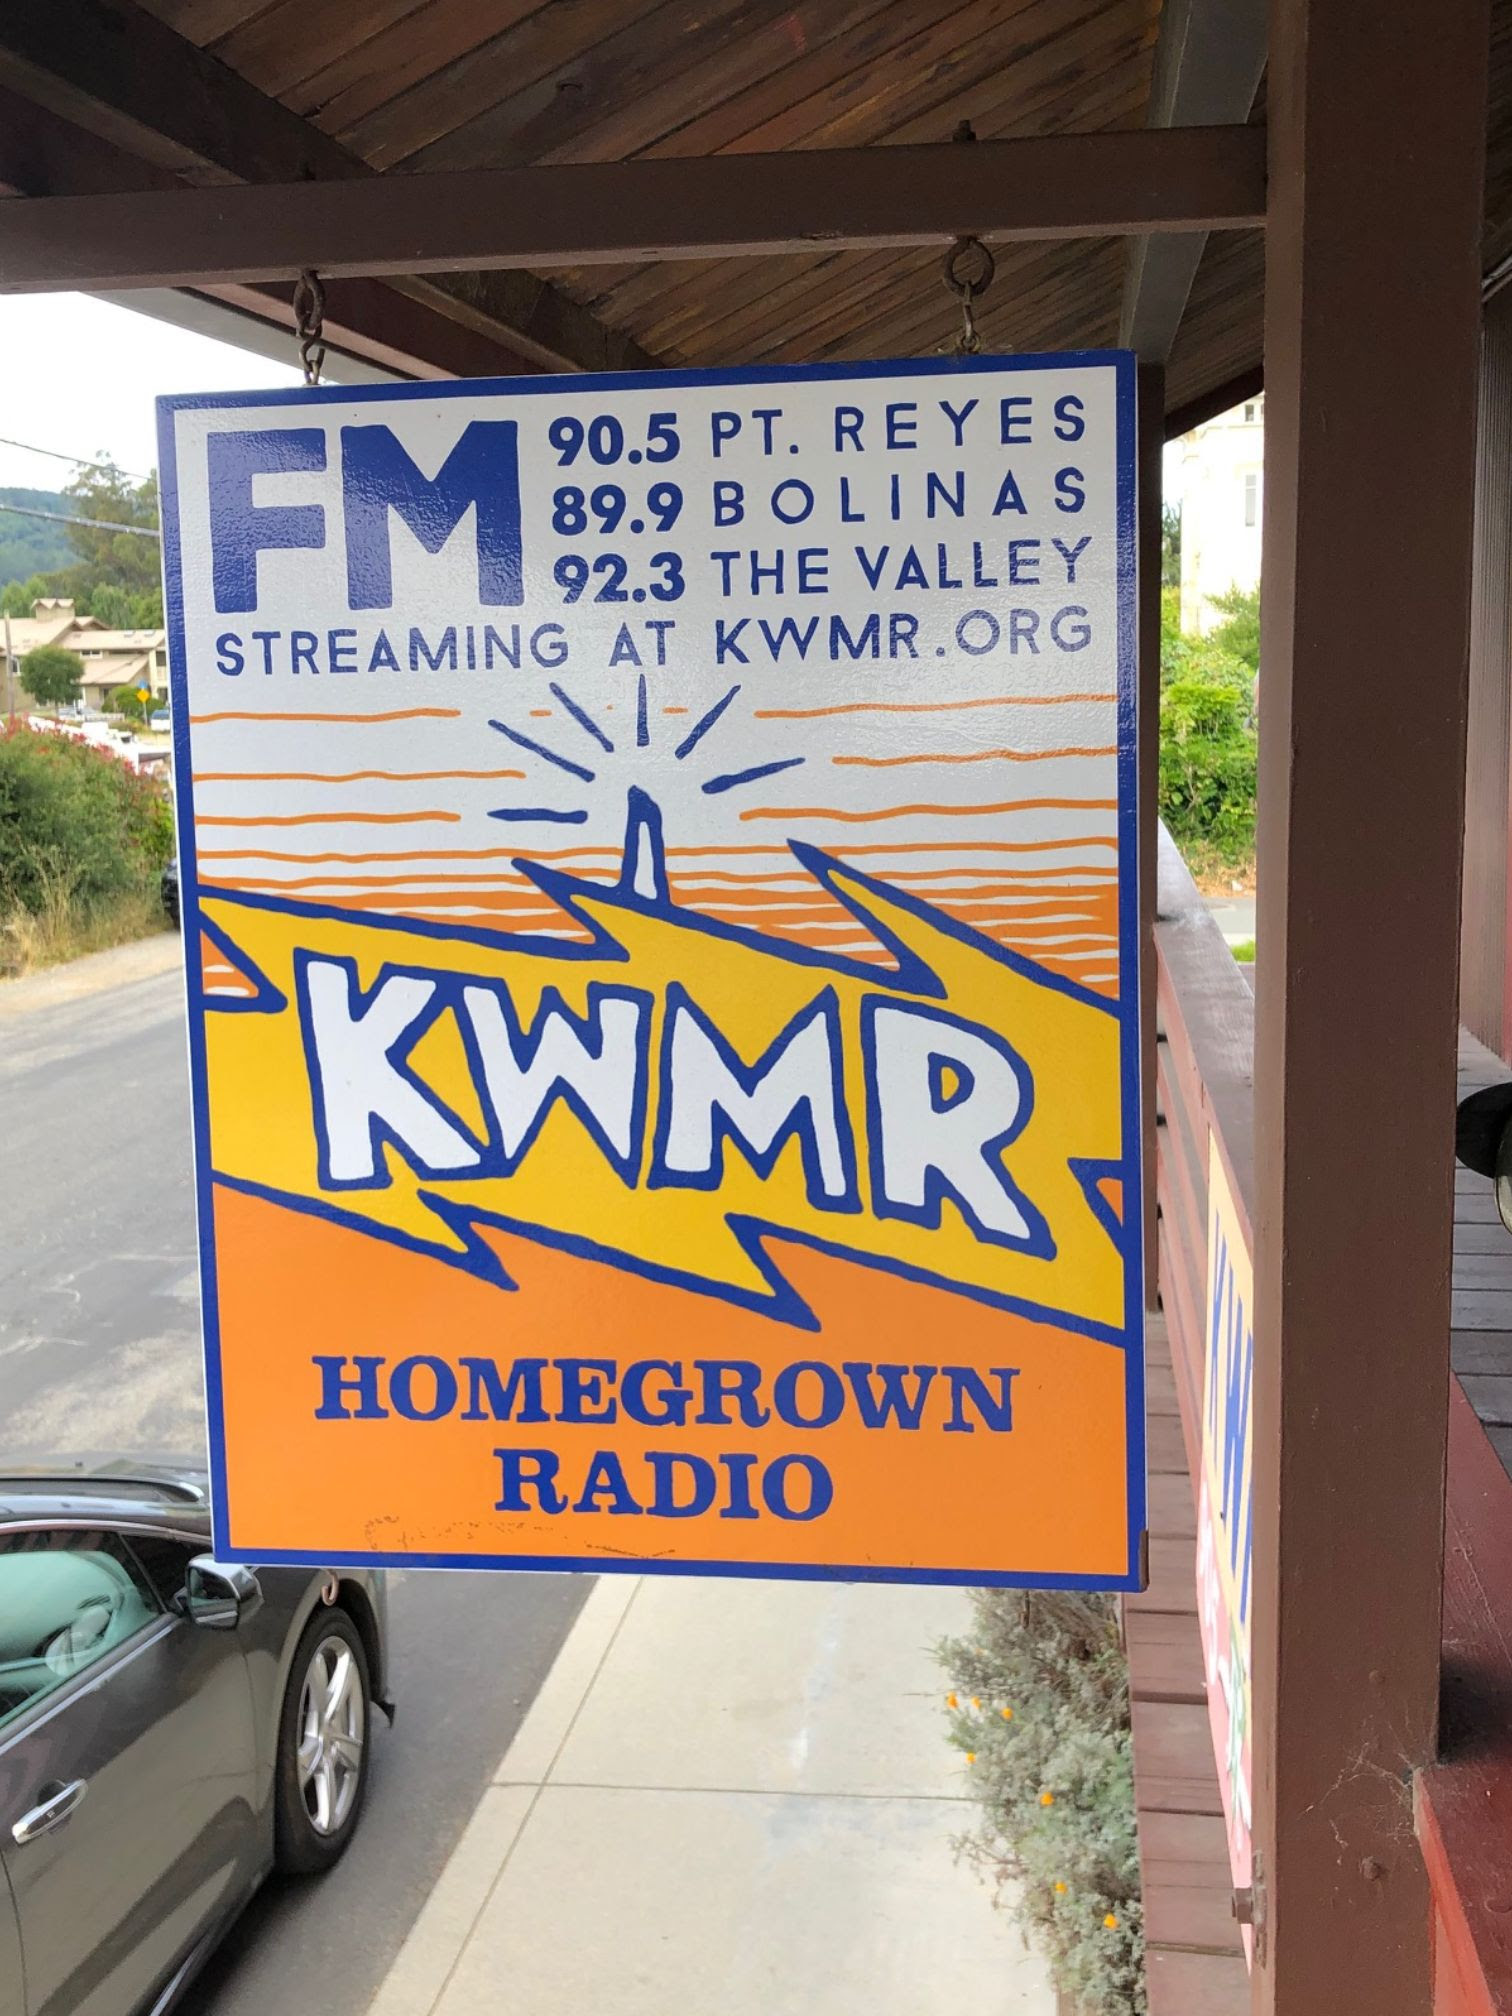 FM
90.5 PT. REYES
89.9 BOLINAS
92.3 THE VALLEY
STREAMING AT KWMR.ORG
KWMR
HOMEGROWN
RADIO